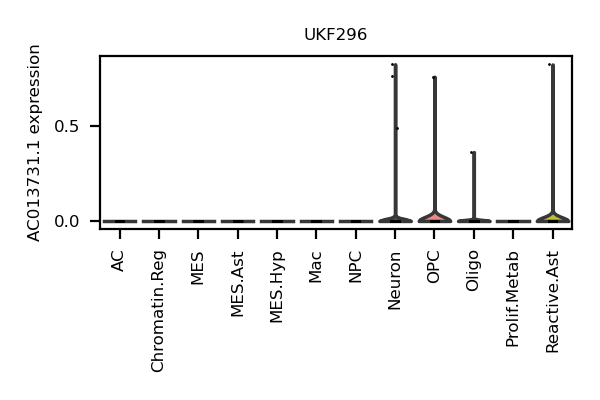 UKF296
AC013731.1 expression
0.5
0.0
AC
Chromatin.Reg
MES
MES.Ast
MES.Hyp
Mac
NPC
Neuron
OPC
Oligo
Prolif.Metab
Reactive.Ast